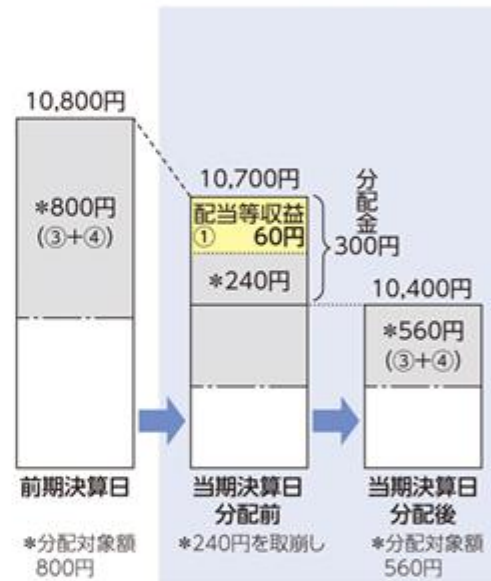 10,800円
*800円
(③+④)
前期決算日
*分配対象額
800円
10,700円
配当等収益
① 60円
*240円
分配金
300円
当期決算日
分配前
*240円を取崩し
10,400円
*560円
(③+④)
当期決算日
分配後
*分配対象額
560円